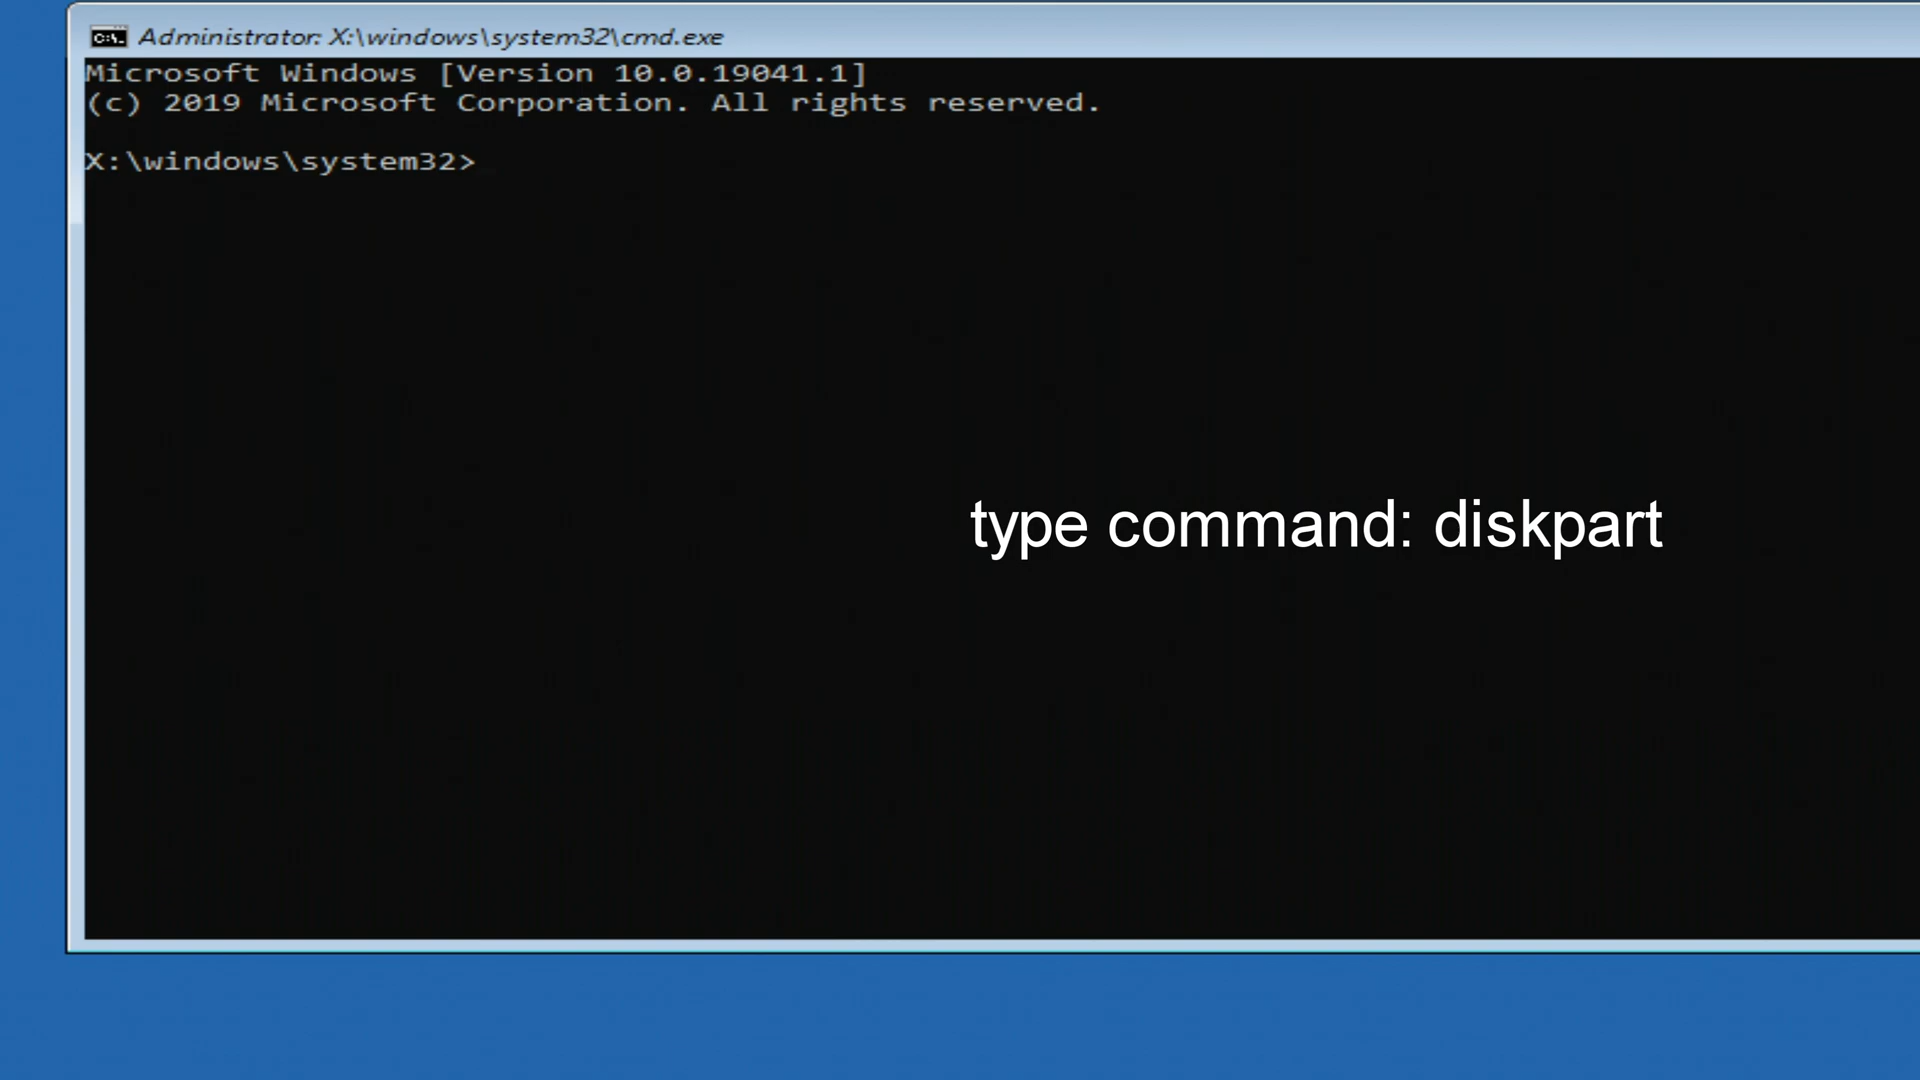 Administrator: X:\windows\system32\cmd.exe
Microsoft Windows [Version 10.0.19041.1]
(c) 2019 Microsoft Corporation. All rights reserved.
X:\windows\system32>
type command: diskpart